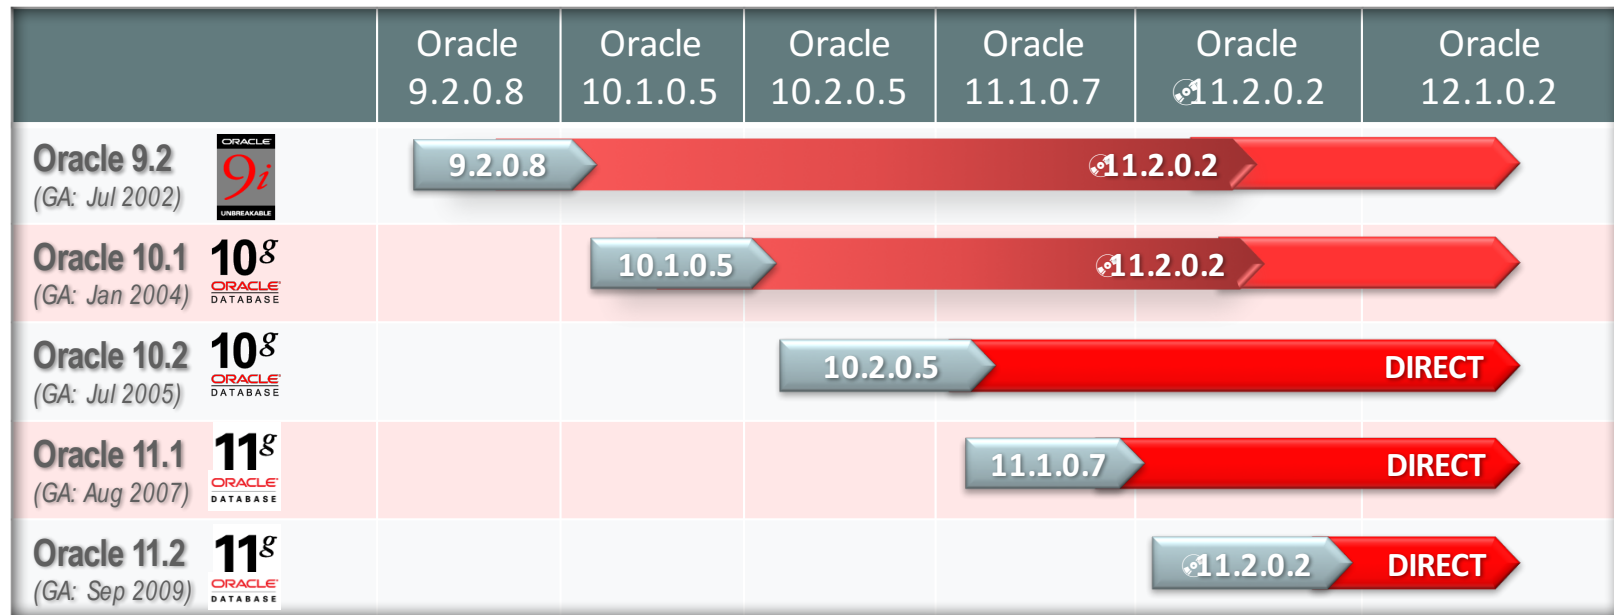 Oracle 9.2.0.8
Oracle 10.1.0.5
Oracle 10.2.0.5
Oracle 11.1.0.7
Oracle 11.2.0.2
Oracle 12.1.0.2
Oracle 9.2
(GA: Jul 2002)
ORACLE
9i
UNBREAKABLE
9.2.0.8
11.2.0.2
Oracle 10.1
(GA: Jan 2004)
10g
ORACLE
DATABASE
10.1.0.5
11.2.0.2
Oracle 10.2
(GA: Jul 2005)
10g
ORACLE
DATABASE
10.2.0.5
DIRECT
Oracle 11.1
(GA: Aug 2007)
11g
ORACLE
DATABASE
11.1.0.7
DIRECT
Oracle 11.2
(GA: Sep 2009)
11g
ORACLE
DATABASE
11.2.0.2
DIRECT